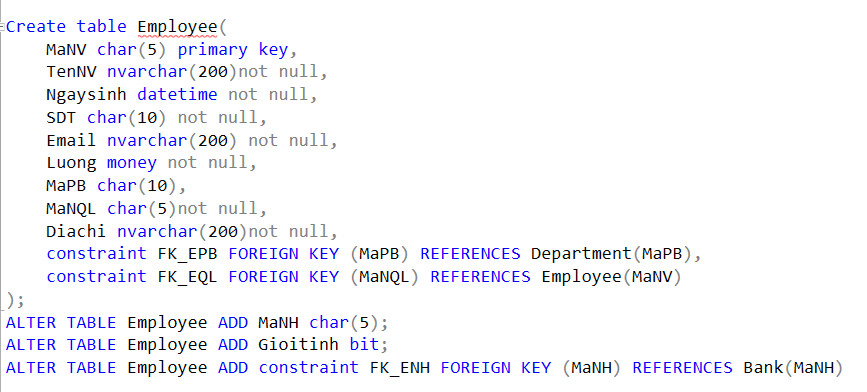 Create table Employee(
MaNV char(5) primary key,
TenNV nvarchar(200)not null,
Ngaysinh datetime not null,
SDT char(10) not null,
Email nvarchar(200) not null,
Luong money not null,
MaPB char(10),
MaNQL char(5)not null,
Diachi nvarchar(200)not null,
constraint FK_EPB FOREIGN KEY (MaPB) REFERENCES Department(MaPB),
constraint FK_EQL FOREIGN KEY (MaNQL) REFERENCES Employee(MaNV)
);
ALTER TABLE Employee ADD MaNH char(5);
ALTER TABLE Employee ADD Gioitinh bit;
ALTER TABLE Employee ADD constraint FK_ENH FOREIGN KEY (MaNH) REFERENCES Bank(MaNH)